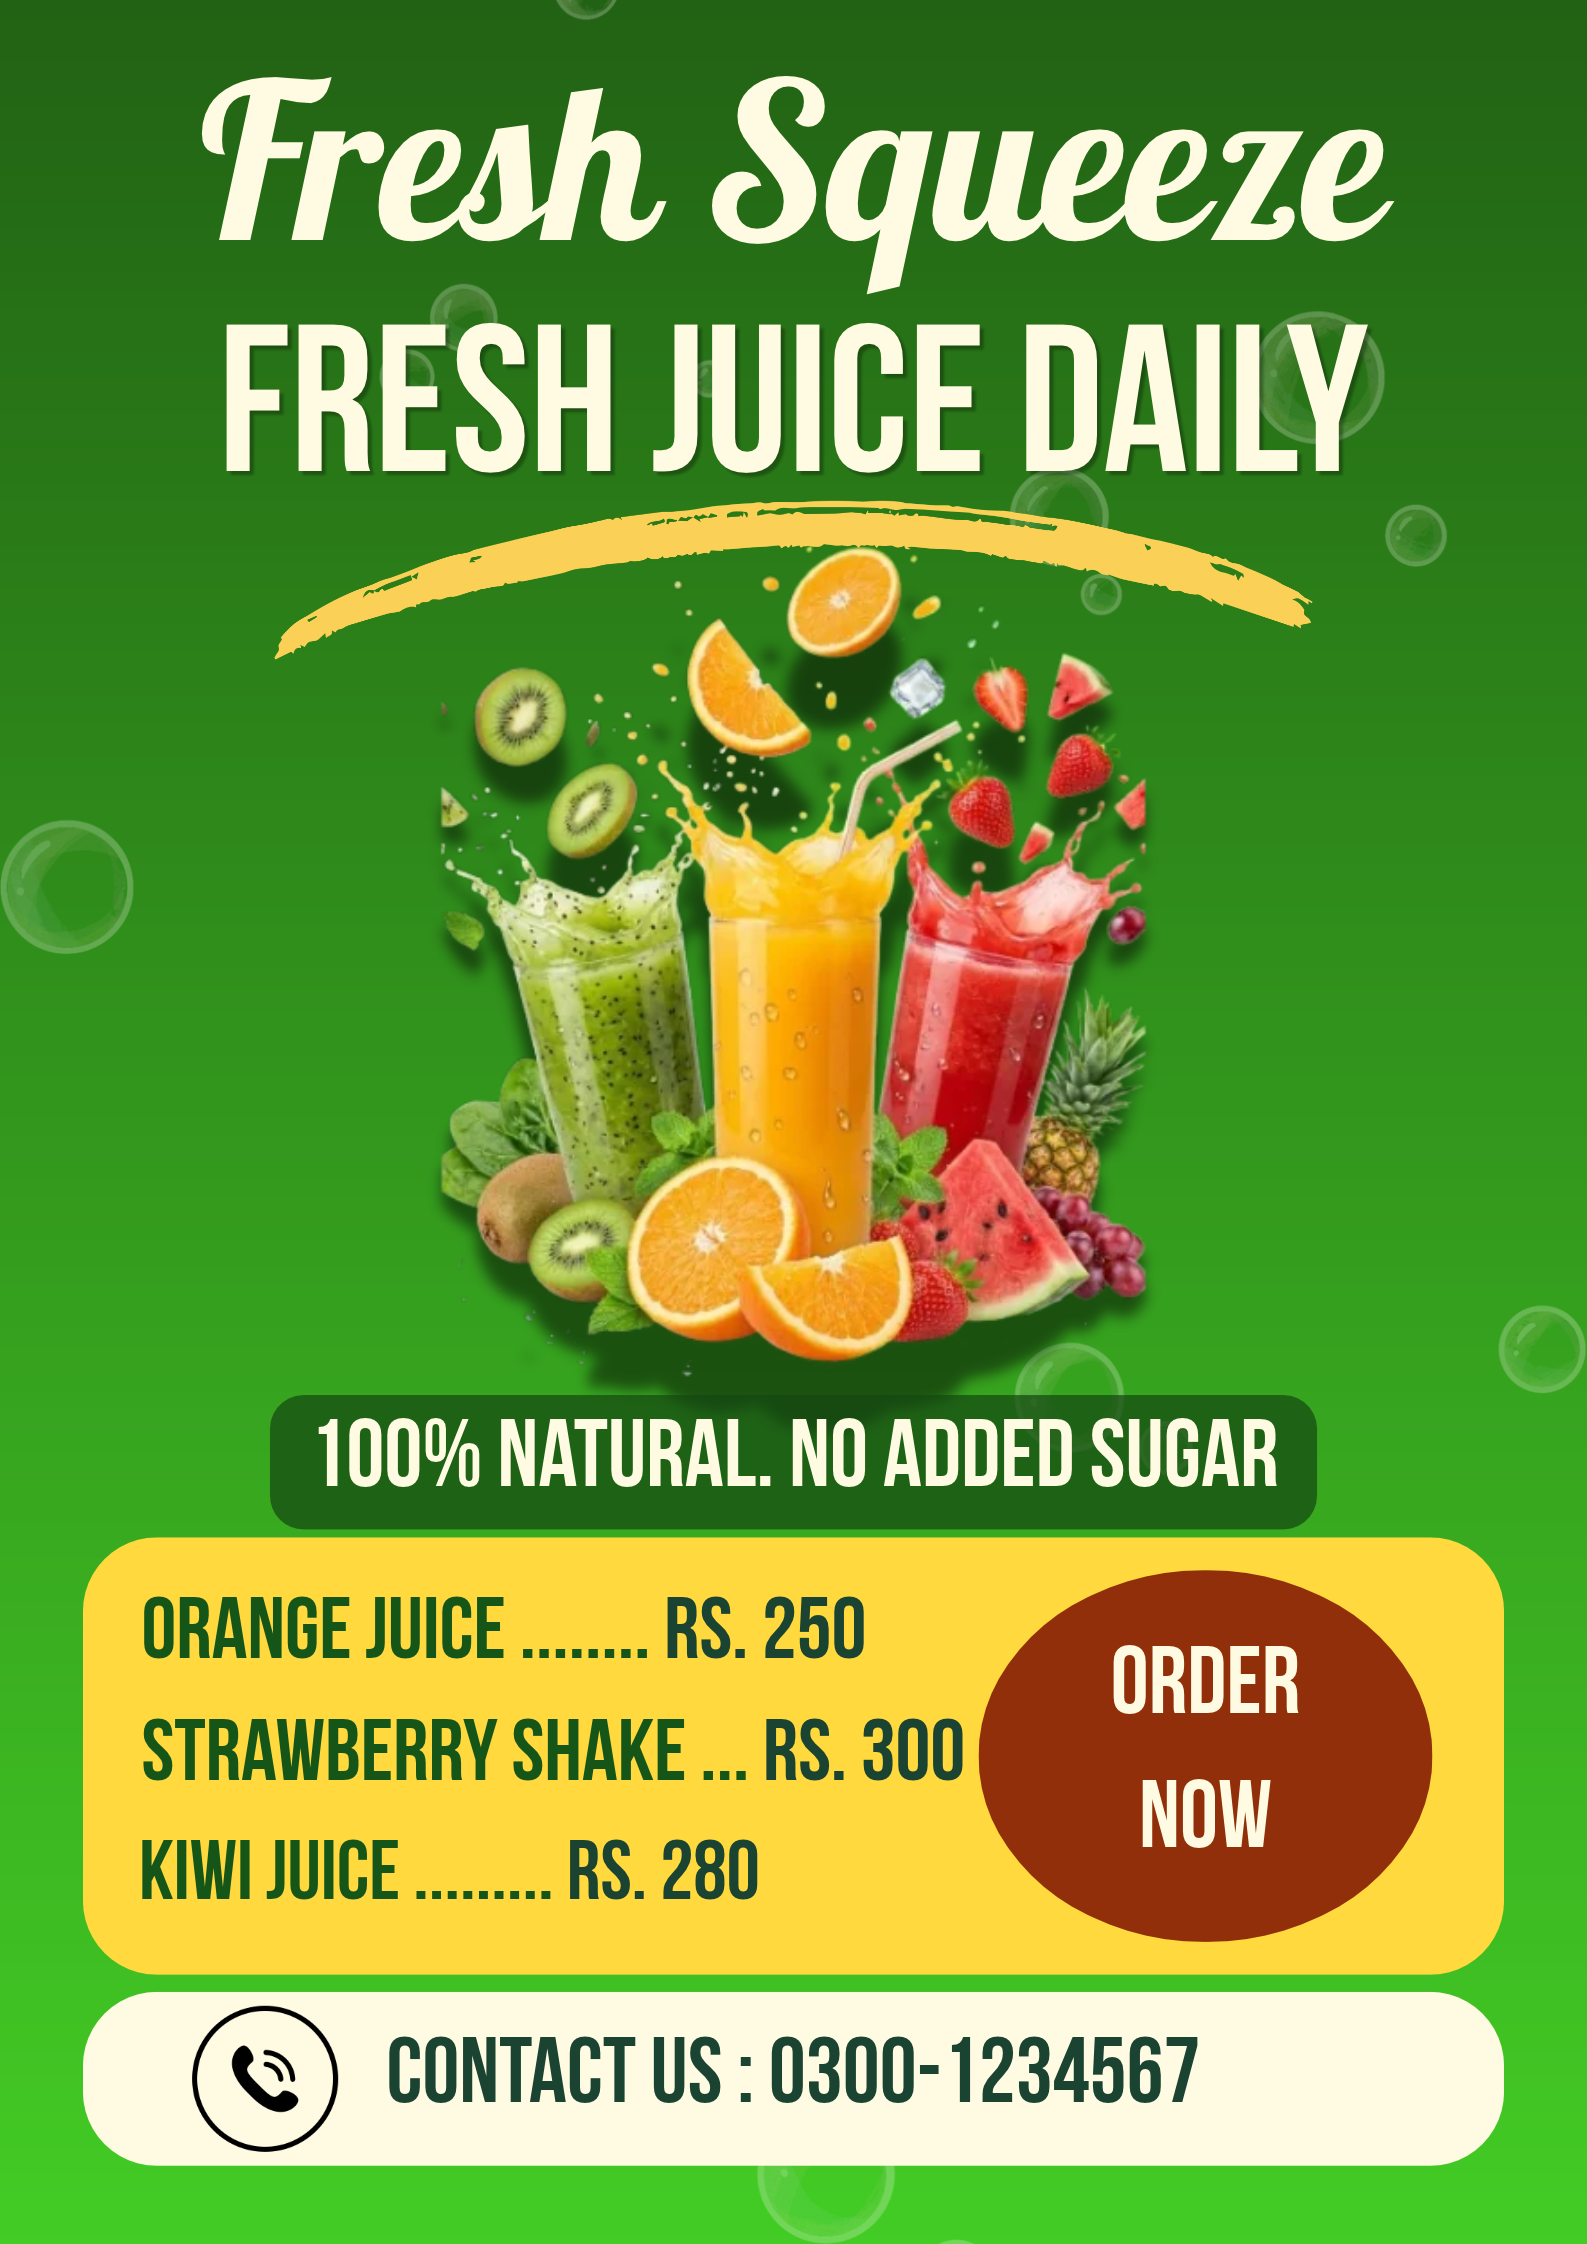 Fresh Squeeze
FRESH JUICE DAILY
100% NATURAL. NO ADDED SUGAR
ORANGE JUICE ........ RS. 250
STRAWBERRY SHAKE ... RS. 300
KIWI JUICE ......... RS. 280
ORDER
NOW
CONTACT US : 0300-1234567